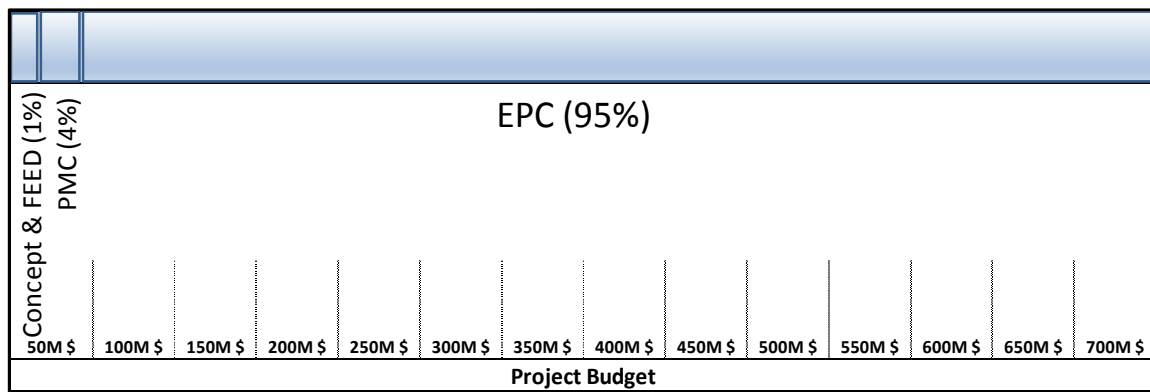 Concept & FEED (1%)
PMC (4%)
EPC (95%)
50M $ 100M $ 150M $ 200M $ 250M $ 300M $ 350M $ 400M $ 450M $ 500M $ 550M $ 600M $ 650M $ 700M $
Project Budget